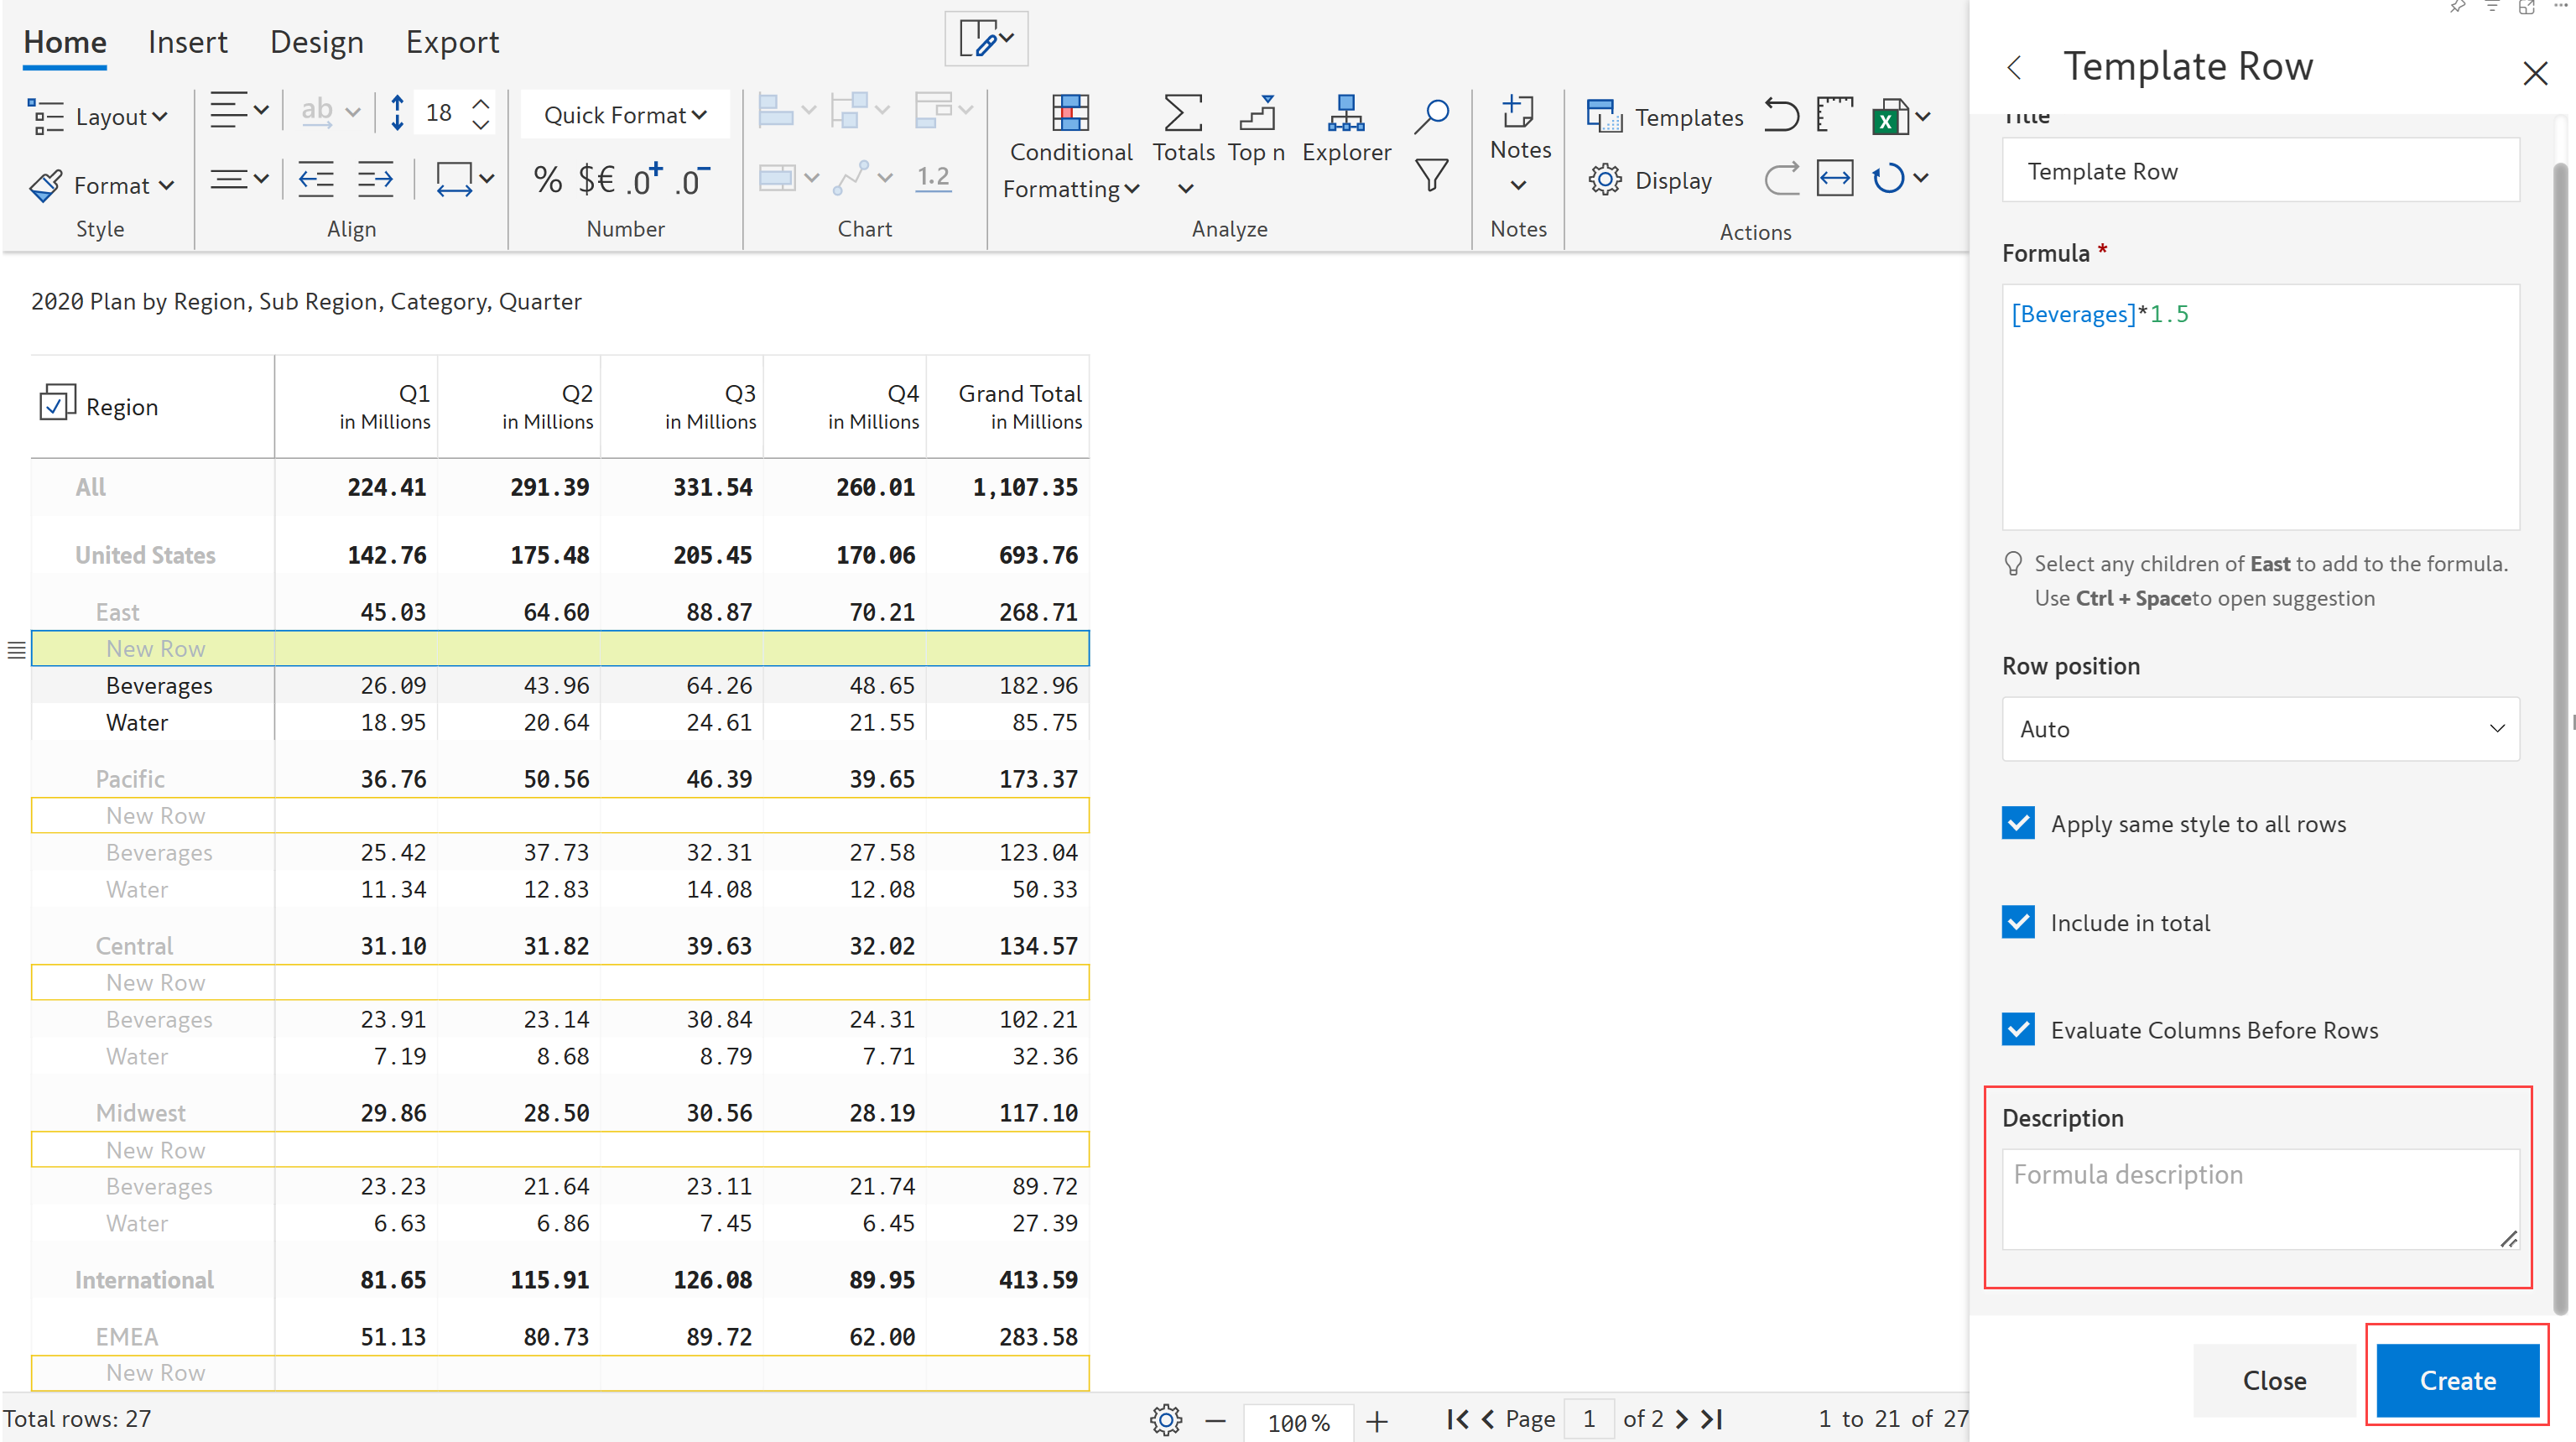 Home Insert Design Export
Layout ab 18 Quick Format
Format % $€ .0+ .0- 1.2
Conditional Formatting Totals Top n Explorer
Notes
Templates
Display
Style Align Number Chart Analyze Notes Actions
2020 Plan by Region, Sub Region, Category, Quarter
Region Q1 in Millions Q2 in Millions Q3 in Millions Q4 in Millions Grand Total in Millions
All 224.41 291.39 331.54 260.01 1,107.35
United States 142.76 175.48 205.45 170.06 693.76
East 45.03 64.60 88.87 70.21 268.71
New Row
Beverages 26.09 43.96 64.26 48.65 182.96
Water 18.95 20.64 24.61 21.55 85.75
Pacific 36.76 50.56 46.39 39.65 173.37
New Row
Beverages 25.42 37.73 32.31 27.58 123.04
Water 11.34 12.83 14.08 12.08 50.33
Central 31.10 31.82 39.63 32.02 134.57
New Row
Beverages 23.91 23.14 30.84 24.31 102.21
Water 7.19 8.68 8.79 7.71 32.36
Midwest 29.86 28.50 30.56 28.19 117.10
New Row
Beverages 23.23 21.64 23.11 21.74 89.72
Water 6.63 6.86 7.45 6.45 27.39
International 81.65 115.91 126.08 89.95 413.59
EMEA 51.13 80.73 89.72 62.00 283.58
New Row
Total rows: 27 100% Page 1 of 2 1 to 21 of 27
Template Row
Title
Template Row
Formula *
[Beverages]*1.5
Select any children of East to add to the formula.
Use Ctrl + Spaceto open suggestion
Row position
Auto
Apply same style to all rows
Include in total
Evaluate Columns Before Rows
Description
Formula description
Close Create